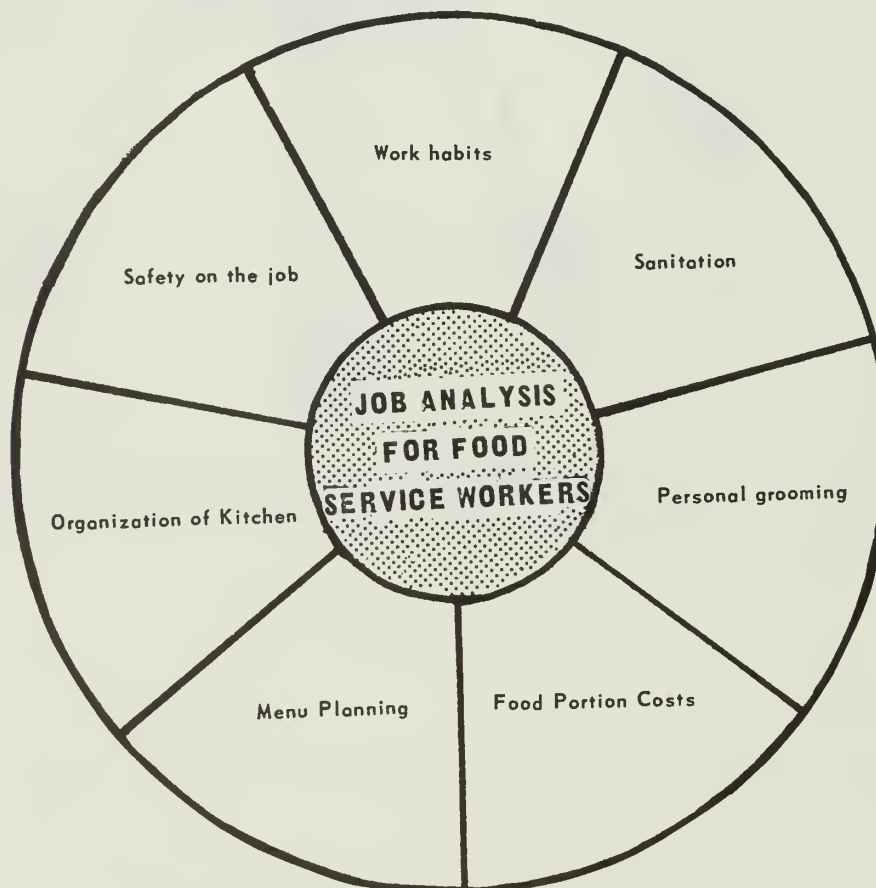 Work habits
Sanitation
Safety on the job
JOB ANALYSIS
FOR FOOD
SERVICE WORKERS
Personal grooming
Organization of Kitchen
Menu Planning
Food Portion Costs